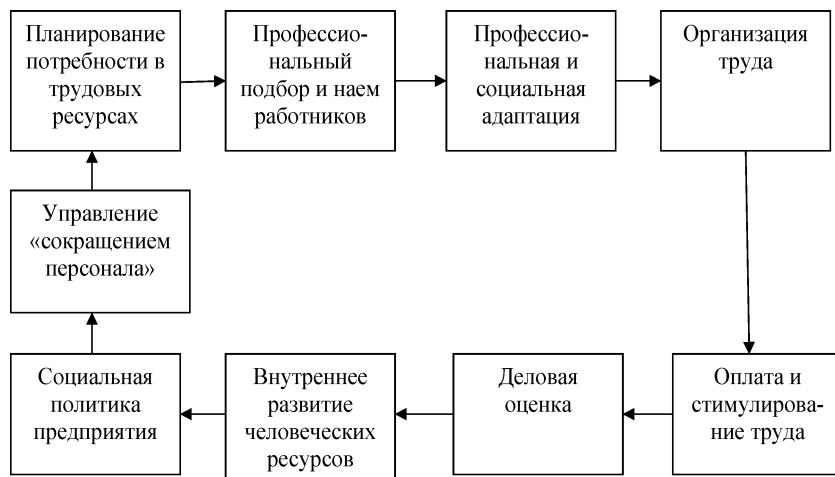 Планирование
потребности в
трудовых
ресурсах
Профессио-
нальный
подбор и наем
работников
Профессио-
нальная и
социальная
адаптация
Организация
труда
Оплата и
стимулирова-
ние труда
Деловая
оценка
Внутреннее
развитие
человеческих
ресурсов
Социальная
политика
предприятия
Управление
«сокращением
персонала»